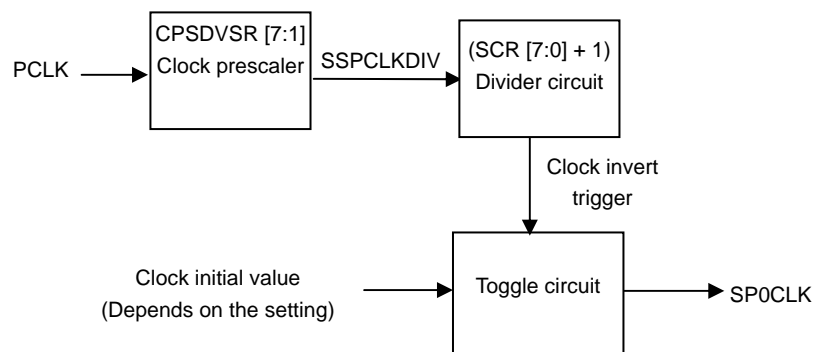 CPSDVSR [7:1]
Clock prescaler
PCLK
SSPCLKDIV
(SCR [7:0] + 1)
Divider circuit
Clock invert
trigger
Clock initial value
(Depends on the setting)
Toggle circuit
SP0CLK